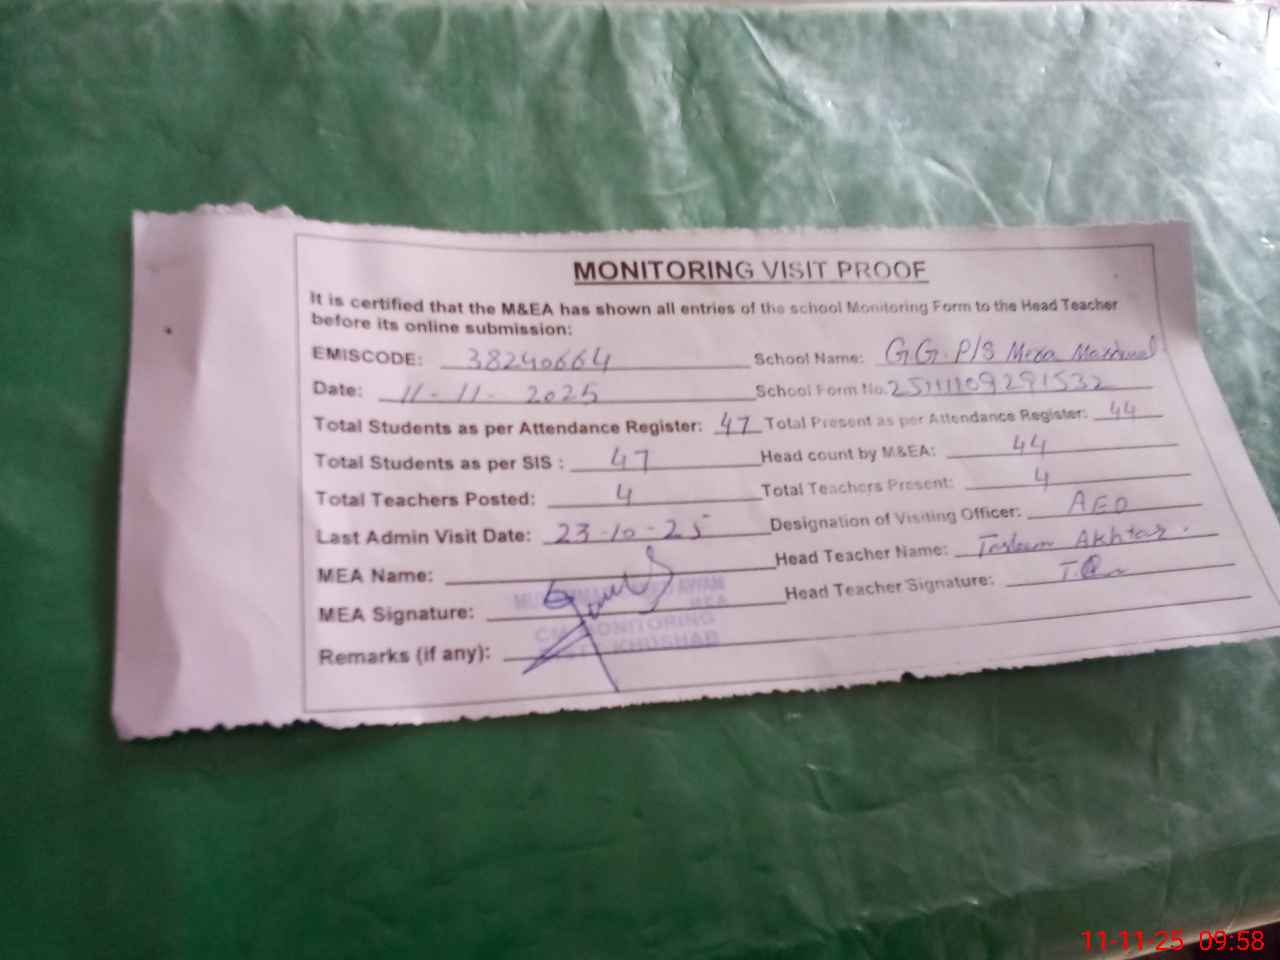 MONITORING VISIT PROOF
It is certified that the M&EA has shown all entries of the school Monitoring Form to the Head Teacher
before its online submission:
EMISCODE: 38240664 School Name: G.G.P/S Mera
Date: 11-11-2025 School Form No. 25111109291532
Total Students as per Attendance Register: 47 Total Present as per Attendance Register: 44
Total Students as per SIS : 47 Head count by M&EA: 44
Total Teachers Posted: 4 Total Teachers Present: 4
Last Admin Visit Date: 23-10-25 Designation of Visiting Officer: AEO
MEA Name: Head Teacher Name: Akhtar.
MEA Signature: Head Teacher Signature:
MEA
MONITORING
KHUSHAB
Remarks (if any):
11-11-25 09:58